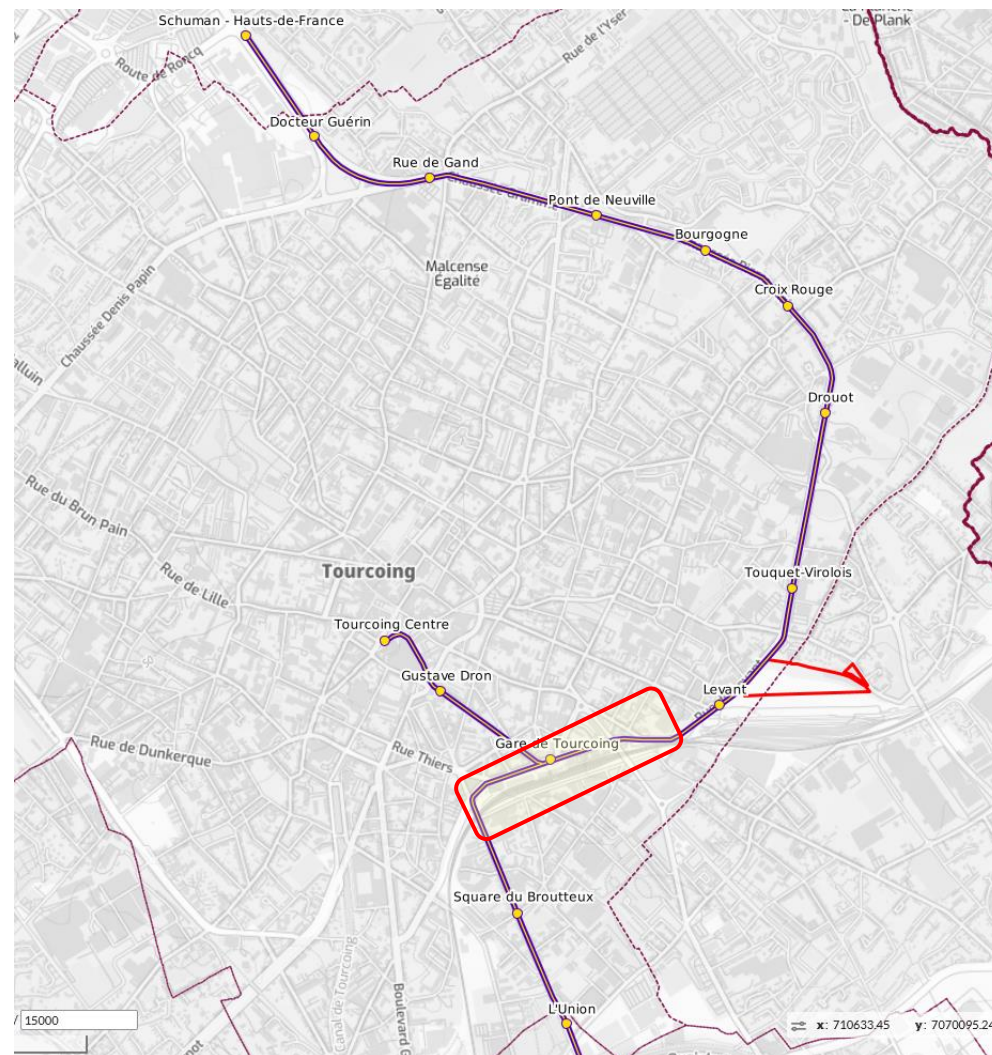 Schuman - Hauts-de-France
- De Plank
Rue de l'Yser
Route de Roncq
Docteur Guérin
Rue de Gand
Pont de Neuville
Bourgogne
Malcense
Égalité
Croix Rouge
Chaussée Denis Papin
Drouot
Rue du Brun Pain
Tourcoing
Touquet-Virolois
Rue de Lille
Tourcoing Centre
Gustave Dron
Levant
Gare de Tourcoing
Rue de Dunkerque
Rue Thiers
Square du Broutteux
Canal de Tourcoing
Boulevard G
L'Union
/ 15000
x: 710633.45 y: 7070095.24